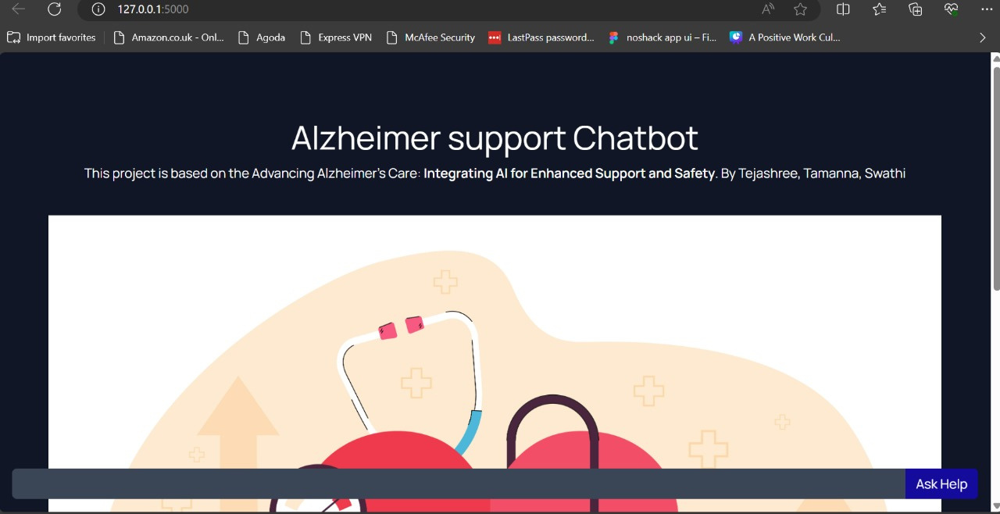 127.0.0.1:5000
Import favorites Amazon.co.uk - Onl... Agoda Express VPN McAfee Security LastPass password... noshack app ui – Fi... A Positive Work Cul...
Alzheimer support Chatbot
This project is based on the Advancing Alzheimer's Care: Integrating AI for Enhanced Support and Safety. By Tejashree, Tamanna, Swathi
Ask Help